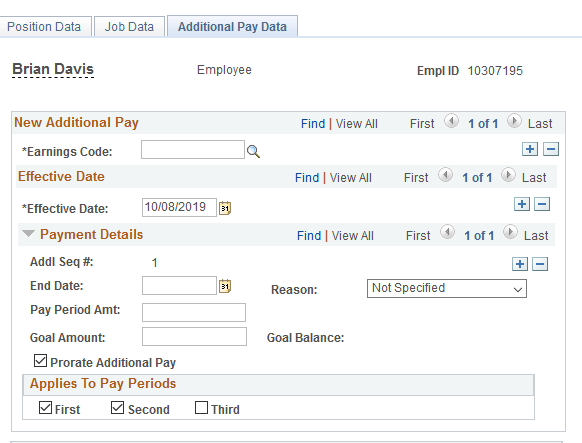 Position Data Job Data Additional Pay Data
Brian Davis Employee Empl ID 10307195
New Additional Pay Find | View All First 1 of 1 Last
*Earnings Code:
Effective Date Find | View All First 1 of 1 Last
*Effective Date: 10/08/2019 31
Payment Details Find | View All First 1 of 1 Last
Addl Seq #: 1
End Date: 31 Reason: Not Specified
Pay Period Amt:
Goal Amount: Goal Balance:
Prorate Additional Pay
Applies To Pay Periods
First Second Third